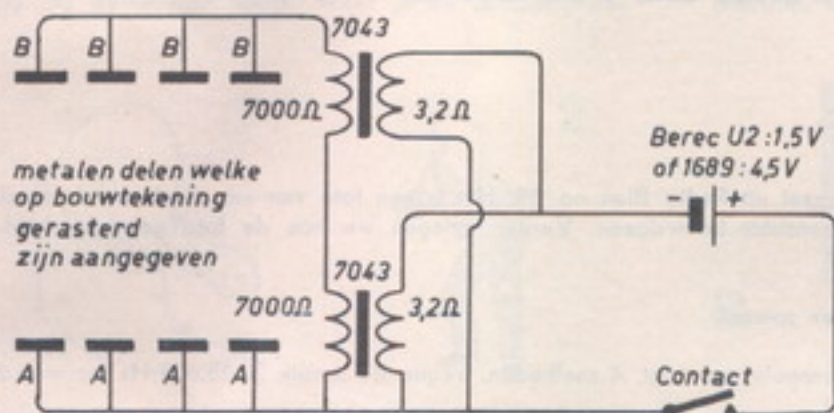 B B B B
7043
7000Ω
3,2Ω
Berec U2 :1,5V
of 1689 : 4,5V
+
metalen delen welke
op bouwtekening
gerasterd
zijn aangegeven
7043
7000Ω
3,2Ω
A A A A
Contact